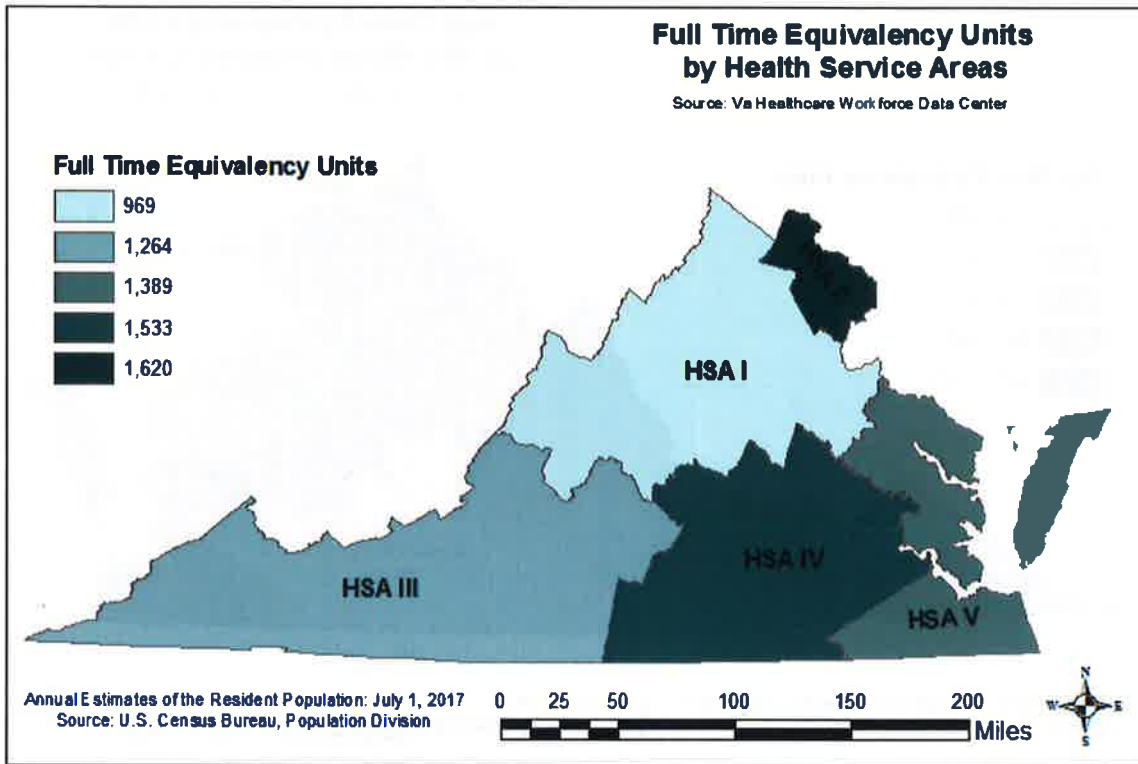 Full Time Equivalency Units
by Health Service Areas
Source: Va Healthcare Workforce Data Center
Full Time Equivalency Units
969
1,264
1,389
1,533
1,620
HSA I
HSA III
HSA IV
HSA V
Annual Estimates of the Resident Population: July 1, 2017
Source: U.S. Census Bureau, Population Division
0 25 50 100 150 200
Miles
N
W E
S